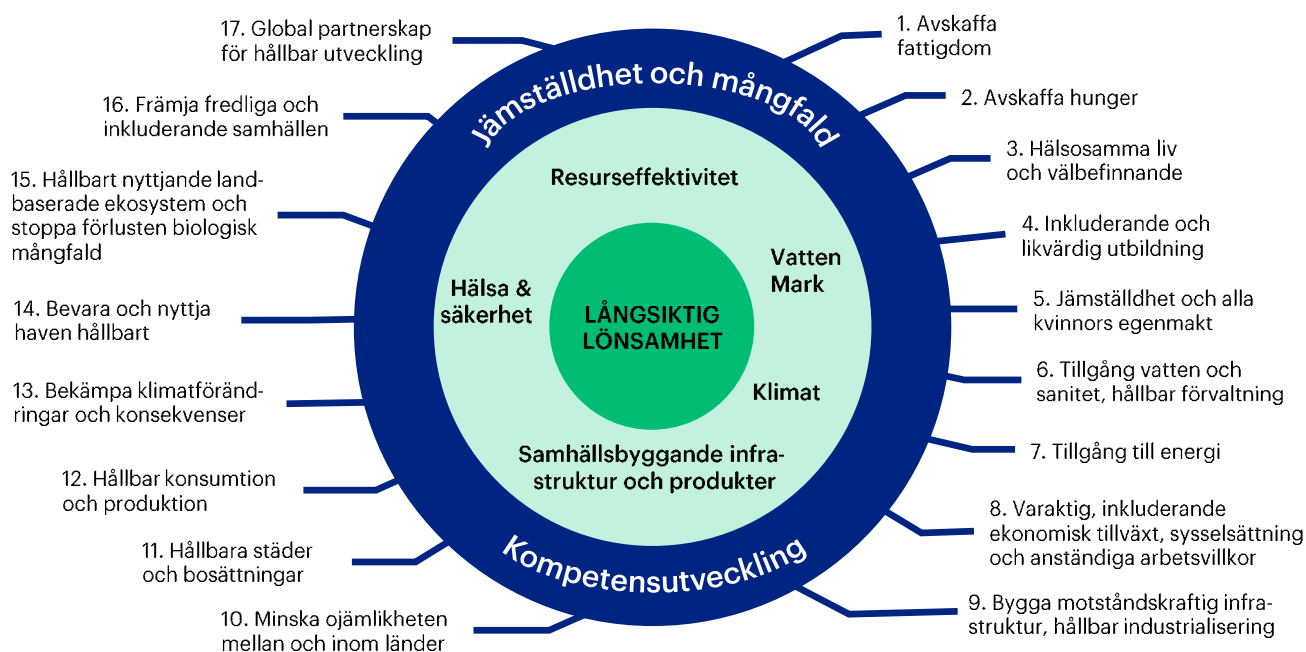 17. Global partnerskap
för hållbar utveckling
1. Avskaffa
fattigdom
Jämställdhet och mångfald
16. Främja fredliga och
inkluderande samhällen
2. Avskaffa hunger
3. Hälsosamma liv
och välbefinnande
15. Hållbart nyttjande land-
baserade ekosystem och
stoppa förlusten biologisk
mångfald
Resurseffektivitet
4. Inkluderande och
likvärdig utbildning
Vatten
Mark
Hälsa &
säkerhet
LÅNGSIKTIG
LÖNSAMHET
14. Bevara och nyttja
haven hållbart
5. Jämställdhet och alla
kvinnors egenmakt
13. Bekämpa klimatföränd-
ringar och konsekvenser
Klimat
6. Tillgång vatten och
sanitet, hållbar förvaltning
Samhällsbyggande infra-
struktur och produkter
7. Tillgång till energi
12. Hållbar konsumtion
och produktion
8. Varaktig, inkluderande
ekonomisk tillväxt, sysselsättning
och anständiga arbetsvillkor
11. Hållbara städer
och bosättningar
Kompetensutveckling
10. Minska ojämlikheten
mellan och inom länder
9. Bygga motståndskraftig infra-
struktur, hållbar industrialisering